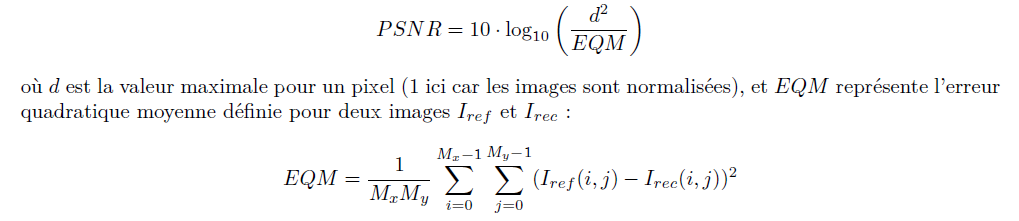 PSNR = 10 · log₁₀ (d² / EQM)
où d est la valeur maximale pour un pixel (1 ici car les images sont normalisées), et EQM représente l'erreur
quadratique moyenne définie pour deux images I_ref et I_rec :
EQM = 1 / (M_x M_y) ∑_{i=0}^{M_x−1} ∑_{j=0}^{M_y−1} (I_ref(i, j) − I_rec(i, j))²